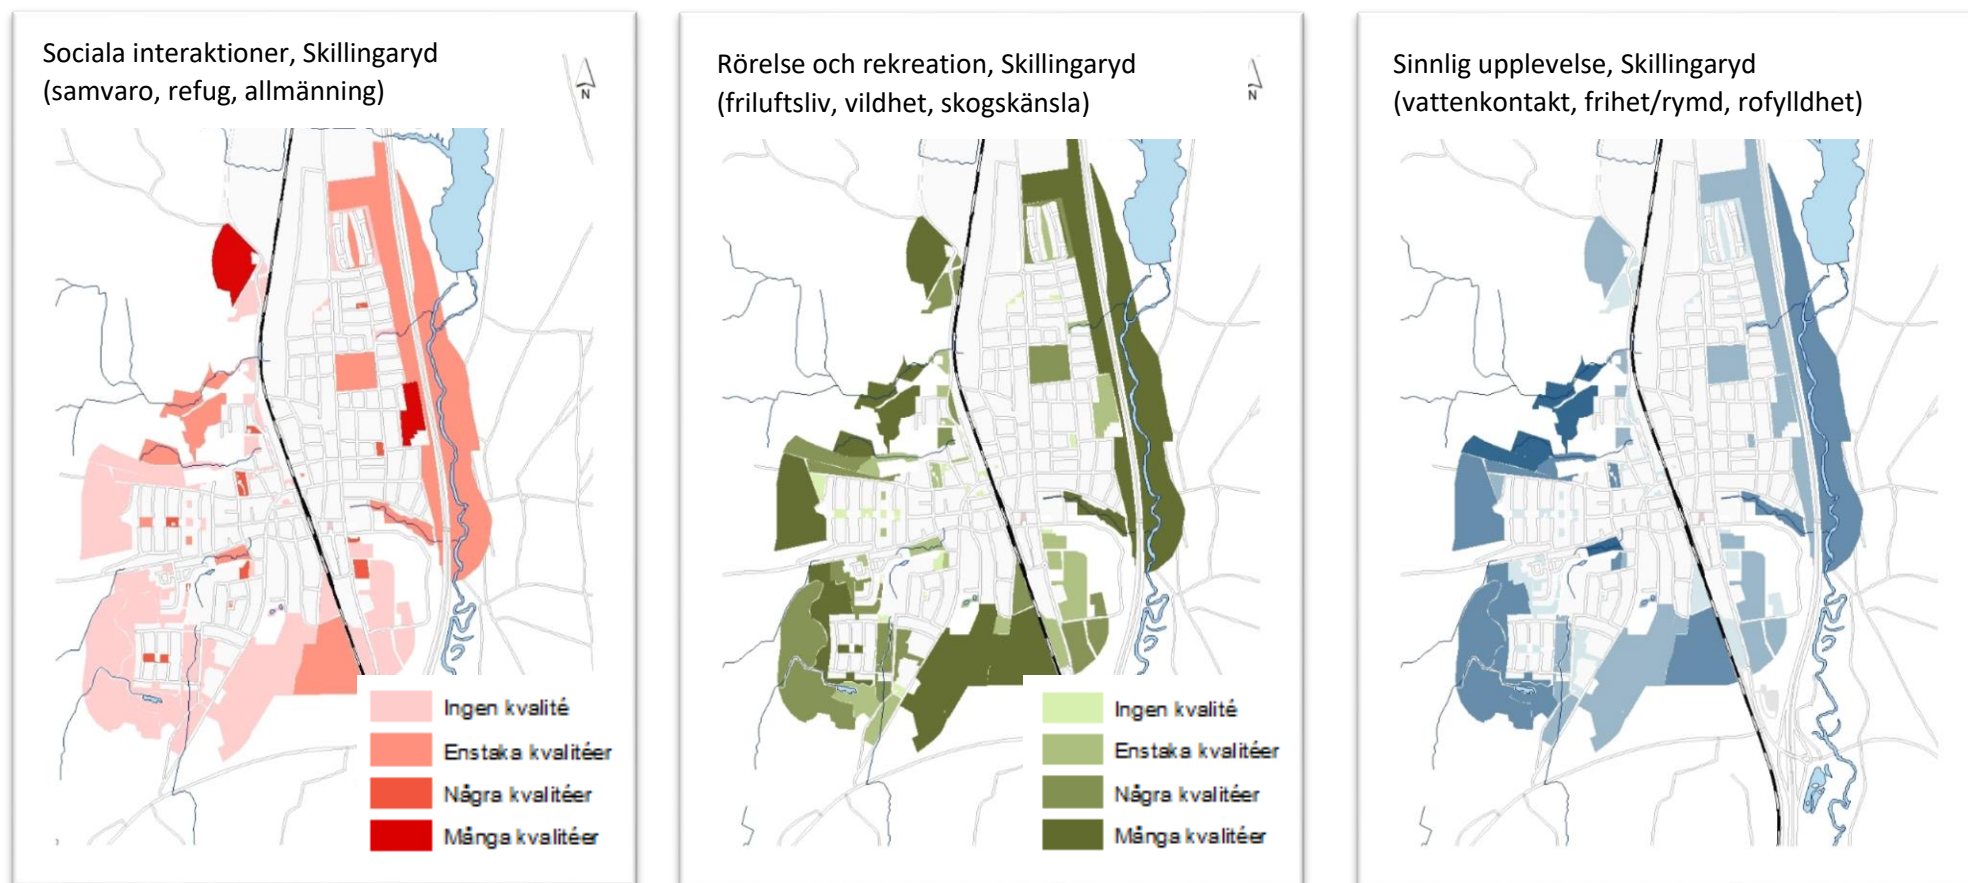 Sociala interaktioner, Skillingaryd
(samvaro, refug, allmänning)
N
Ingen kvalité
Enstaka kvalitéer
Några kvalitéer
Många kvalitéer
Rörelse och rekreation, Skillingaryd
(friluftsliv, vildhet, skogskänsla)
N
Ingen kvalité
Enstaka kvalitéer
Några kvalitéer
Många kvalitéer
Sinnlig upplevelse, Skillingaryd
(vattenkontakt, frihet/rymd, rofylldhet)